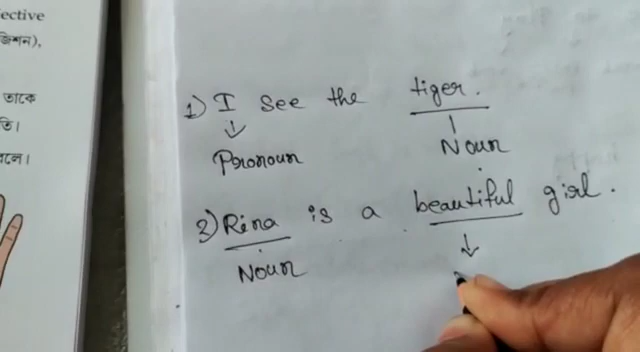 ective
তাকে
1) I see the tiger.
Pronoun Noun
2) Rina is a beautiful girl.
Noun